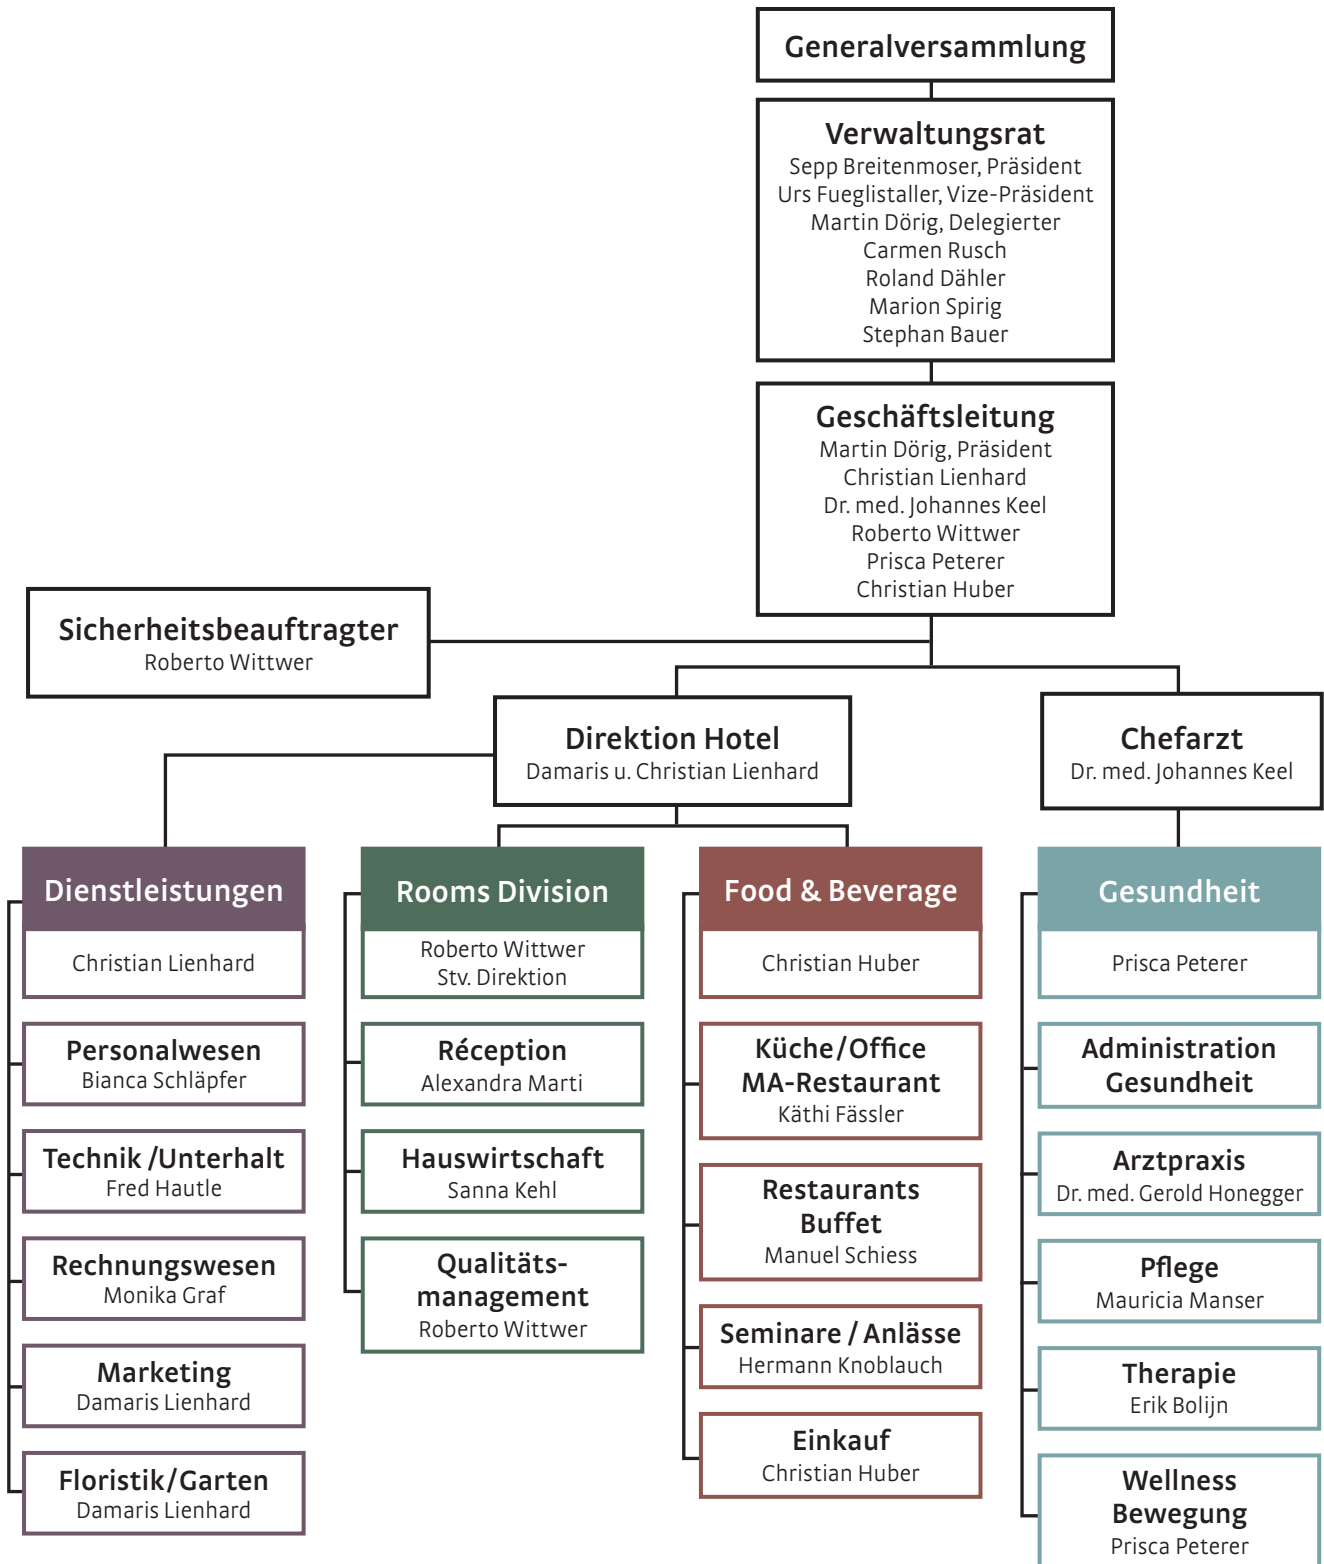 Generalversammlung
Verwaltungsrat
Sepp Breitenmoser, Präsident
Urs Fueglistaller, Vize-Präsident
Martin Dörig, Delegierter
Carmen Rusch
Roland Dähler
Marion Spirig
Stephan Bauer
Geschäftsleitung
Martin Dörig, Präsident
Christian Lienhard
Dr. med. Johannes Keel
Roberto Wittwer
Prisca Peterer
Christian Huber
Sicherheitsbeauftragter
Roberto Wittwer
Direktion Hotel
Damaris u. Christian Lienhard
Chefarzt
Dr. med. Johannes Keel
Dienstleistungen
Christian Lienhard
Personalwesen
Bianca Schläpfer
Technik /Unterhalt
Fred Hautle
Rechnungswesen
Monika Graf
Marketing
Damaris Lienhard
Floristik/Garten
Damaris Lienhard
Rooms Division
Roberto Wittwer
Stv. Direktion
Réception
Alexandra Marti
Hauswirtschaft
Sanna Kehl
Qualitäts-
management
Roberto Wittwer
Food & Beverage
Christian Huber
Küche/Office
MA-Restaurant
Käthi Fässler
Restaurants
Buffet
Manuel Schiess
Seminare / Anlässe
Hermann Knoblauch
Einkauf
Christian Huber
Gesundheit
Prisca Peterer
Administration
Gesundheit
Arztpraxis
Dr. med. Gerold Honegger
Pflege
Mauricia Manser
Therapie
Erik Bolijn
Wellness
Bewegung
Prisca Peterer